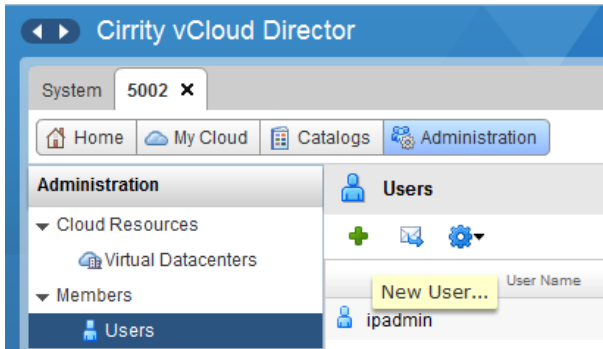 Cirrity vCloud Director
System 5002 ×
Home My Cloud Catalogs Administration
Administration
Users
Cloud Resources
Virtual Datacenters
Members
User Name
New User...
Users
ipadmin